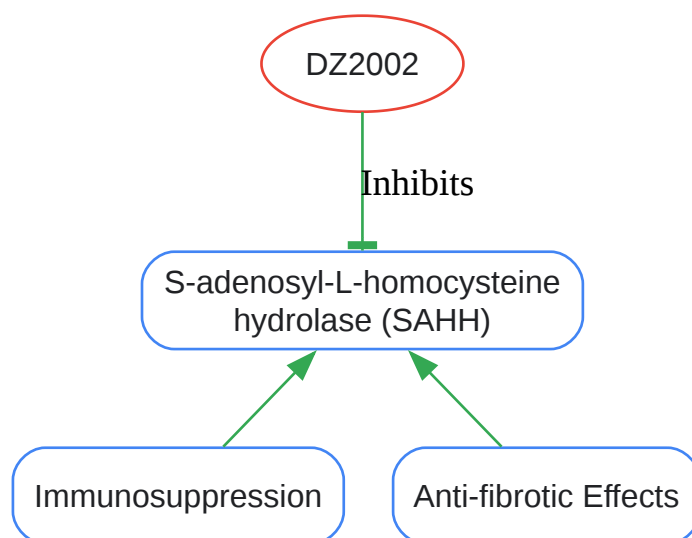 DZ2002
Inhibits
S-adenosyl-L-homocysteine
hydrolase (SAHH)
Immunosuppression
Anti-fibrotic Effects